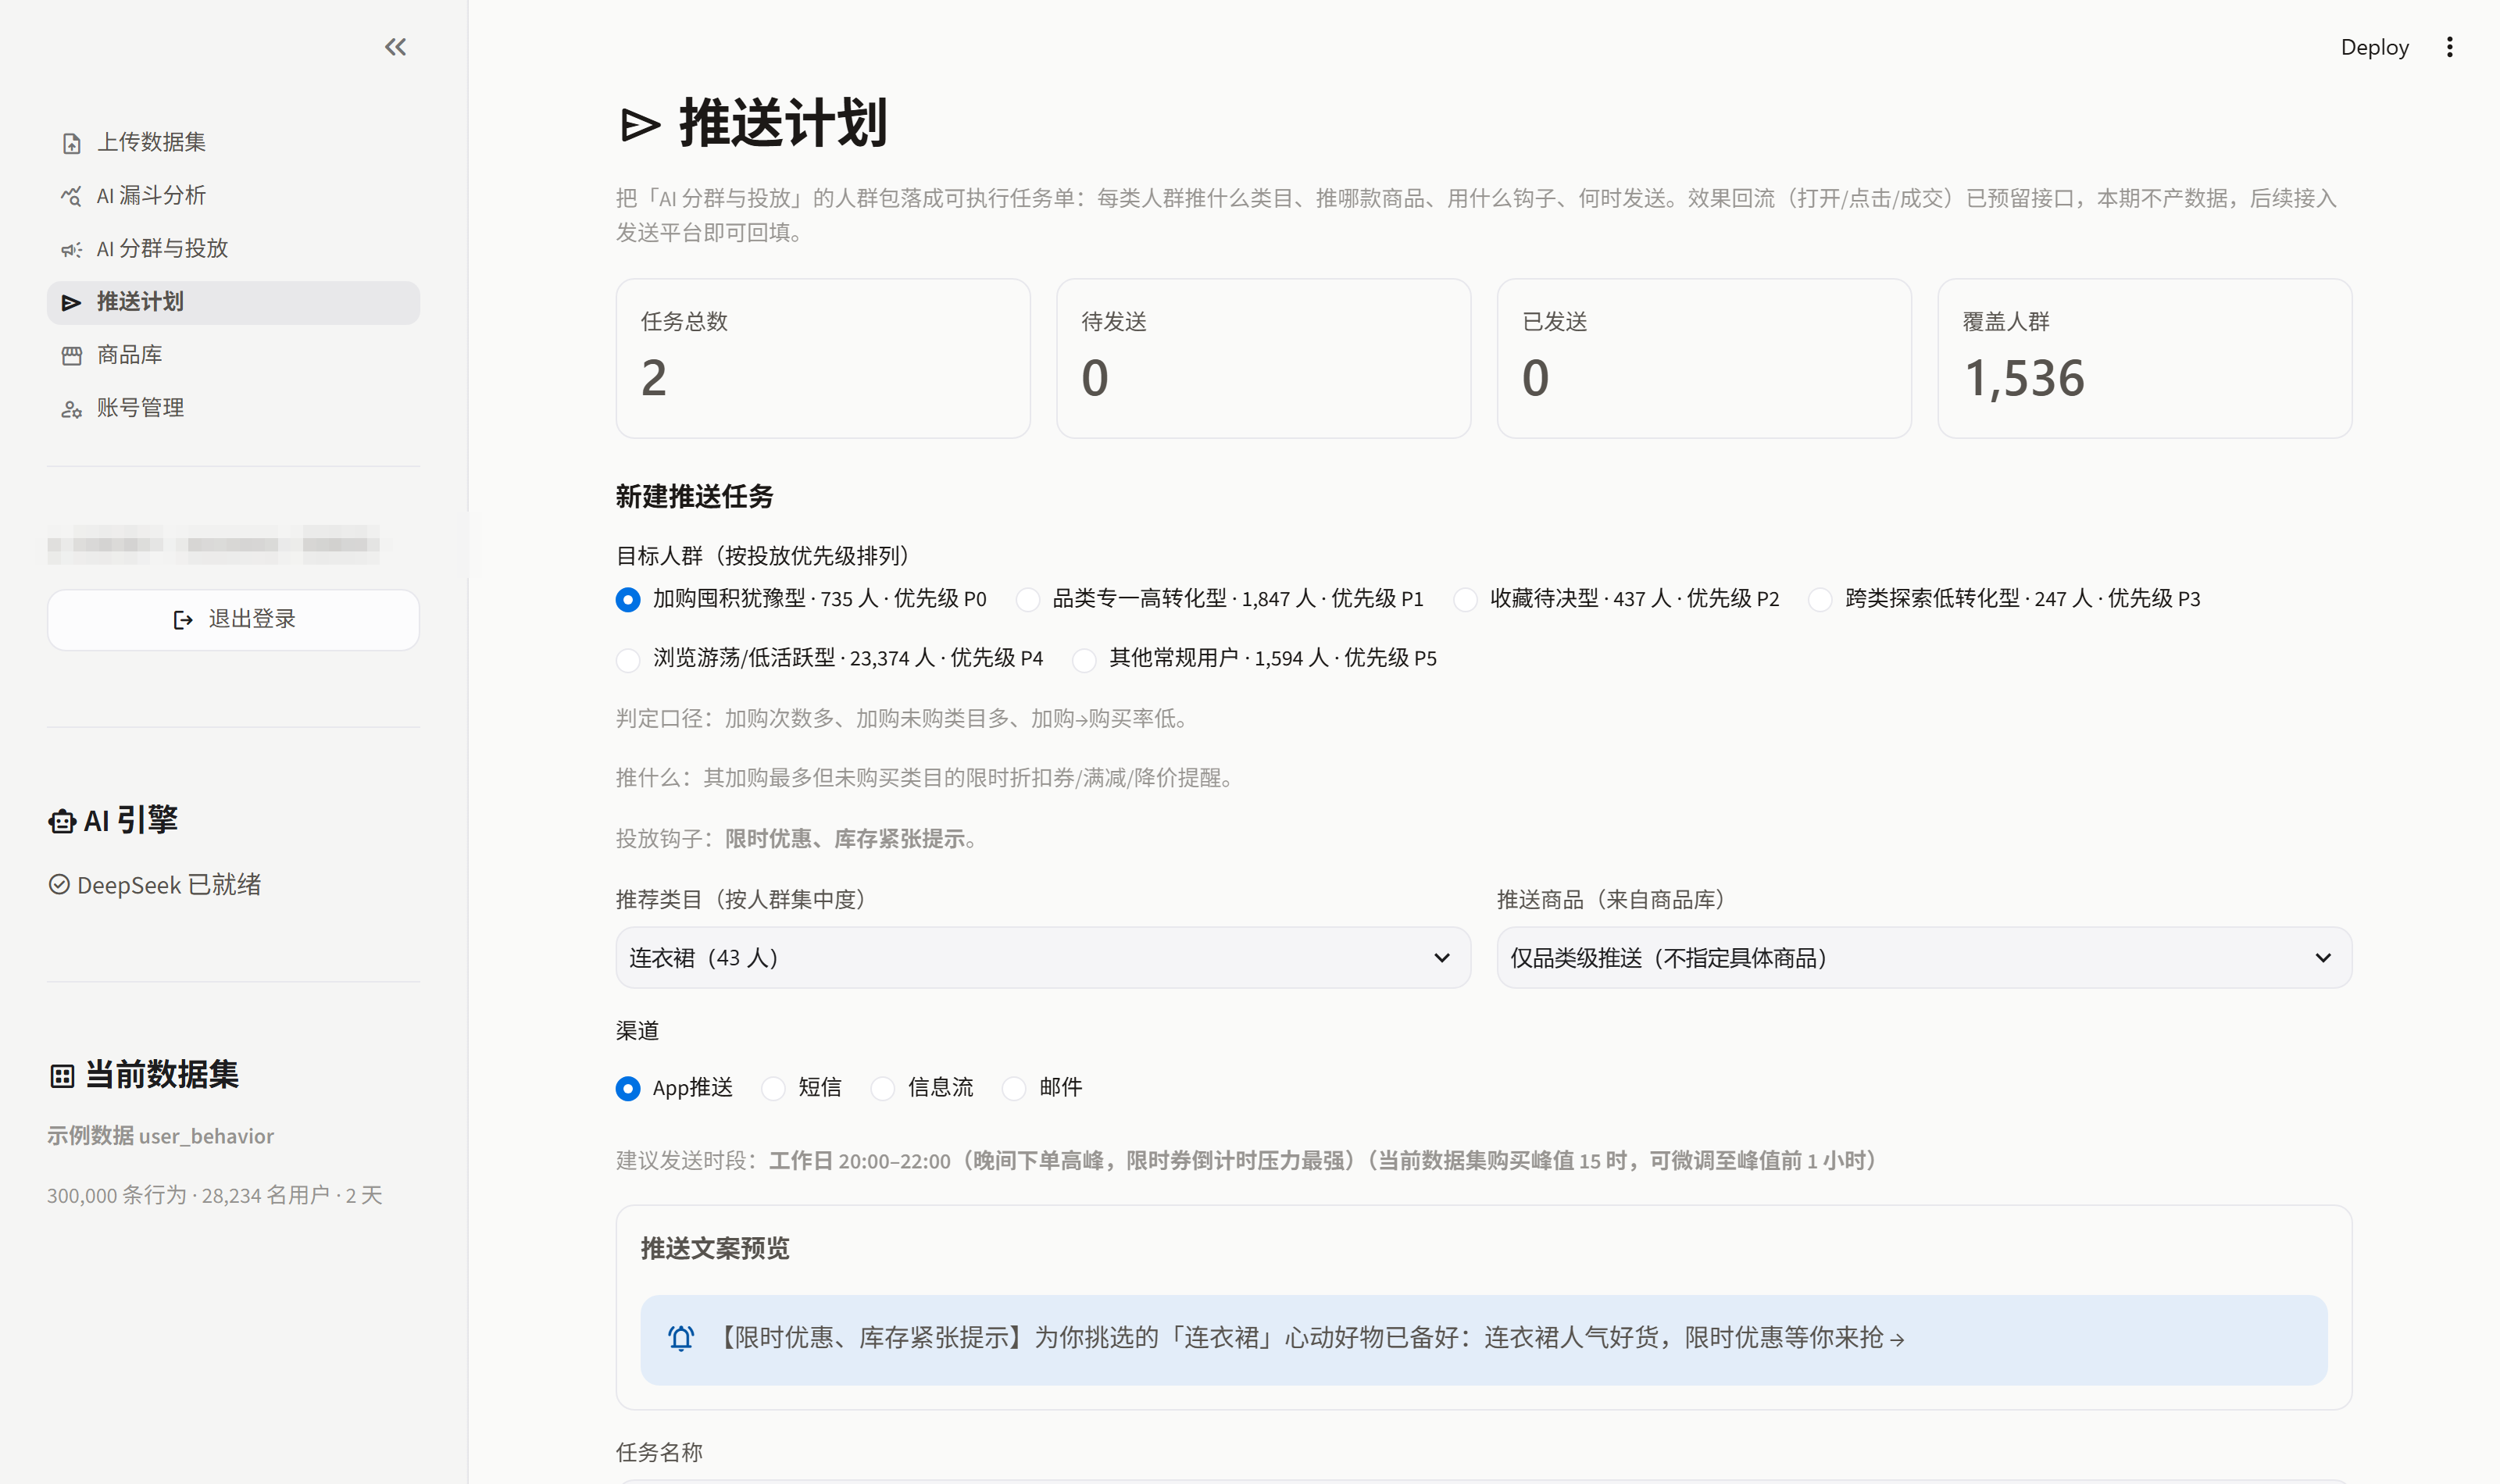 Deploy
上传数据集
AI 漏斗分析
AI 分群与投放
推送计划
商品库
账号管理
退出登录
AI 引擎
DeepSeek 已就绪
当前数据集
示例数据 user_behavior
300,000 条行为 · 28,234 名用户 · 2 天
推送计划
把「AI 分群与投放」的人群包落成可执行任务单：每类人群推什么类目、推哪款商品、用什么钩子、何时发送。效果回流（打开/点击/成交）已预留接口，本期不产数据，后续接入
发送平台即可回填。
任务总数
2
待发送
0
已发送
0
覆盖人群
1,536
新建推送任务
目标人群（按投放优先级排列）
加购囤积犹豫型 · 735 人 · 优先级 P0
品类专一高转化型 · 1,847 人 · 优先级 P1
收藏待决型 · 437 人 · 优先级 P2
跨类探索低转化型 · 247 人 · 优先级 P3
浏览游荡/低活跃型 · 23,374 人 · 优先级 P4
其他常规用户 · 1,594 人 · 优先级 P5
判定口径：加购次数多、加购未购类目多、加购→购买率低。
推什么：其加购最多但未购买类目的限时折扣券/满减/降价提醒。
投放钩子：限时优惠、库存紧张提示。
推荐类目（按人群集中度）
连衣裙（43 人）
推送商品（来自商品库）
仅品类级推送（不指定具体商品）
渠道
App推送
短信
信息流
邮件
建议发送时段：工作日 20:00–22:00（晚间下单高峰，限时券倒计时压力最强）（当前数据集购买峰值 15 时，可微调至峰值前 1 小时）
推送文案预览
【限时优惠、库存紧张提示】为你挑选的「连衣裙」心动好物已备好：连衣裙人气好货，限时优惠等你来抢 →
任务名称